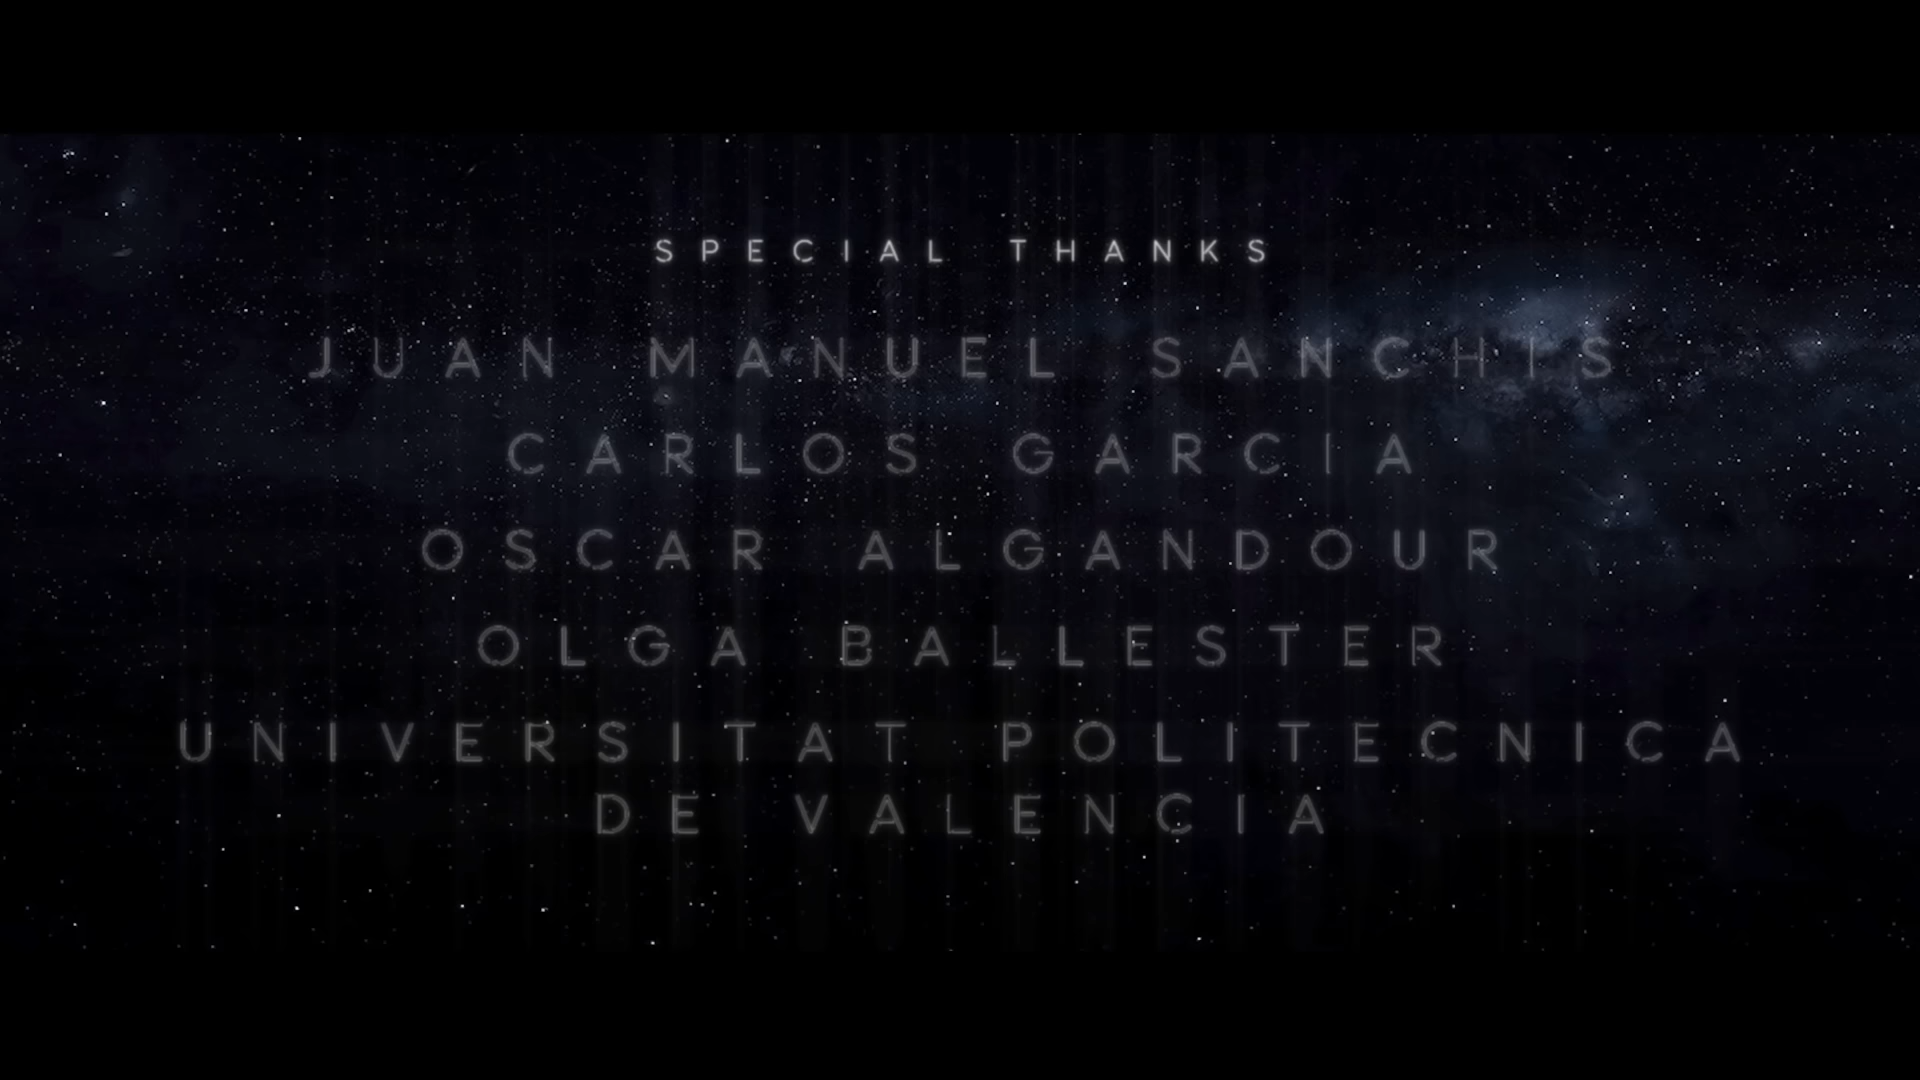 SPECIAL THANKS
JUAN MANUEL SANCHIS
CARLOS GARCIA
OSCAR ALGANDOUR
OLGA BALLESTER
UNIVERSITAT POLITECNICA
DE VALENCIA